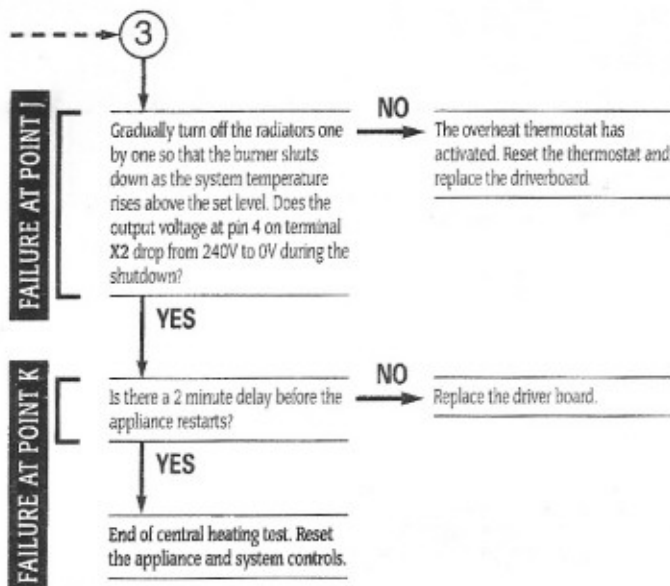 3
FAILURE AT POINT J
Gradually turn off the radiators one
by one so that the burner shuts
down as the system temperature
rises above the set level. Does the
output voltage at pin 4 on terminal
X2 drop from 240V to 0V during the
shutdown?
NO
The overheat thermostat has
activated. Reset the thermostat and
replace the driverboard.
YES
FAILURE AT POINT K
Is there a 2 minute delay before the
appliance restarts?
NO
Replace the driver board.
YES
End of central heating test. Reset
the appliance and system controls.